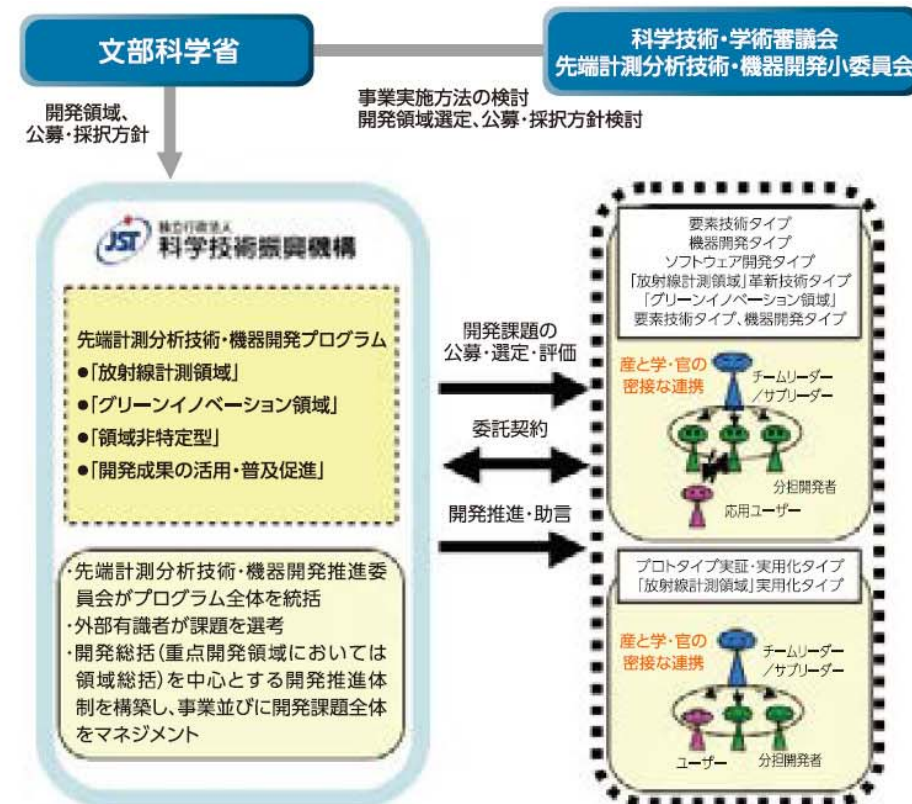 文部科学省
科学技術・学術審議会
先端計測分析技術・機器開発小委員会
開発領域、
公募・採択方針
事業実施方法の検討
開発領域選定、公募・採択方針検討
JST
独立行政法人
科学技術振興機構
先端計測分析技術・機器開発プログラム
●「放射線計測領域」
●「グリーンイノベーション領域」
●「領域非特定型」
●「開発成果の活用・普及促進」
・先端計測分析技術・機器開発推進委
員会がプログラム全体を統括
・外部有識者が課題を選考
・開発総括(重点開発領域においては
領域総括)を中心とする開発推進体
制を構築し、事業並びに開発課題全体
をマネジメント
開発課題の
公募・選定・評価
委託契約
開発推進・助言
要素技術タイプ
機器開発タイプ
ソフトウェア開発タイプ
「放射線計測領域」革新技術タイプ
「グリーンイノベーション領域」
要素技術タイプ、機器開発タイプ
産と学・官の
密接な連携
チームリーダー
／サブリーダー
分担開発者
応用ユーザー
プロトタイプ実証・実用化タイプ
「放射線計測領域」実用化タイプ
産と学・官の
密接な連携
チームリーダー
／サブリーダー
ユーザー
分担開発者